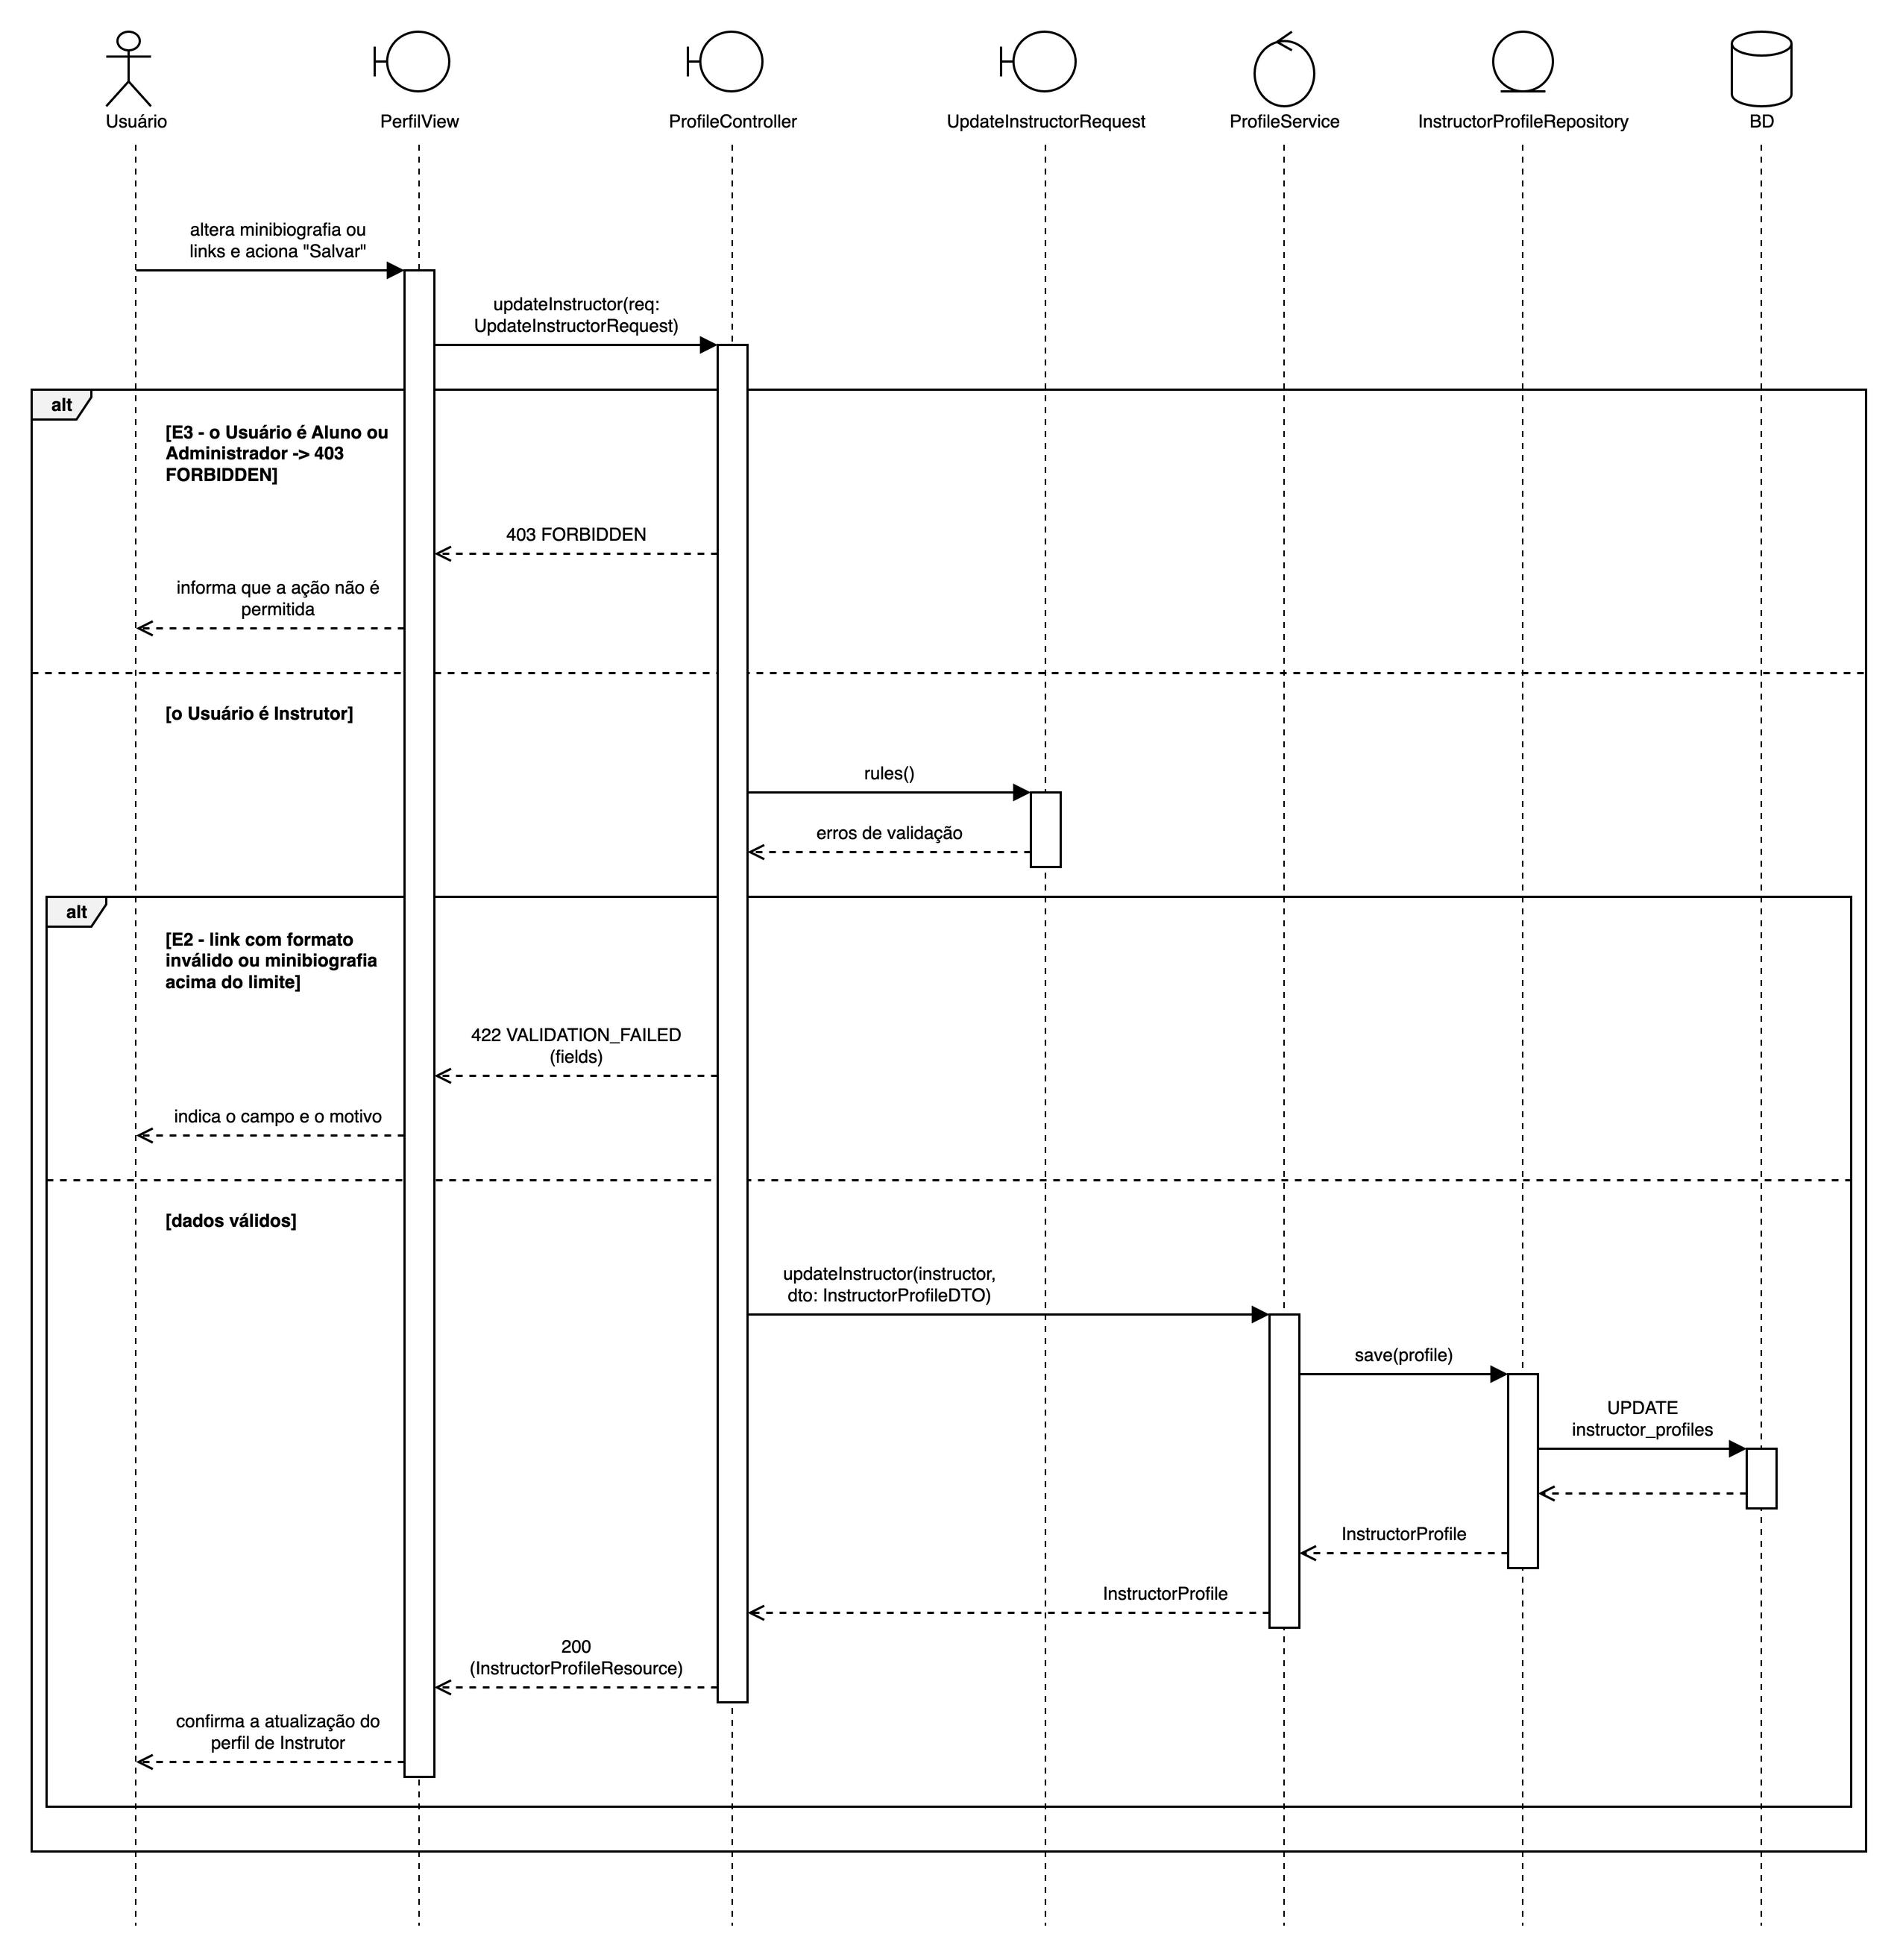 Usuário
PerfilView
ProfileController
UpdateInstructorRequest
ProfileService
InstructorProfileRepository
BD
altera minibiografia ou
links e aciona "Salvar"
updateInstructor(req:
UpdateInstructorRequest)
alt
[E3 - o Usuário é Aluno ou
Administrador -> 403
FORBIDDEN]
403 FORBIDDEN
informa que a ação não é
permitida
[o Usuário é Instrutor]
rules()
erros de validação
alt
[E2 - link com formato
inválido ou minibiografia
acima do limite]
422 VALIDATION_FAILED
(fields)
indica o campo e o motivo
[dados válidos]
updateInstructor(instructor,
dto: InstructorProfileDTO)
save(profile)
UPDATE
instructor_profiles
InstructorProfile
InstructorProfile
200
(InstructorProfileResource)
confirma a atualização do
perfil de Instrutor